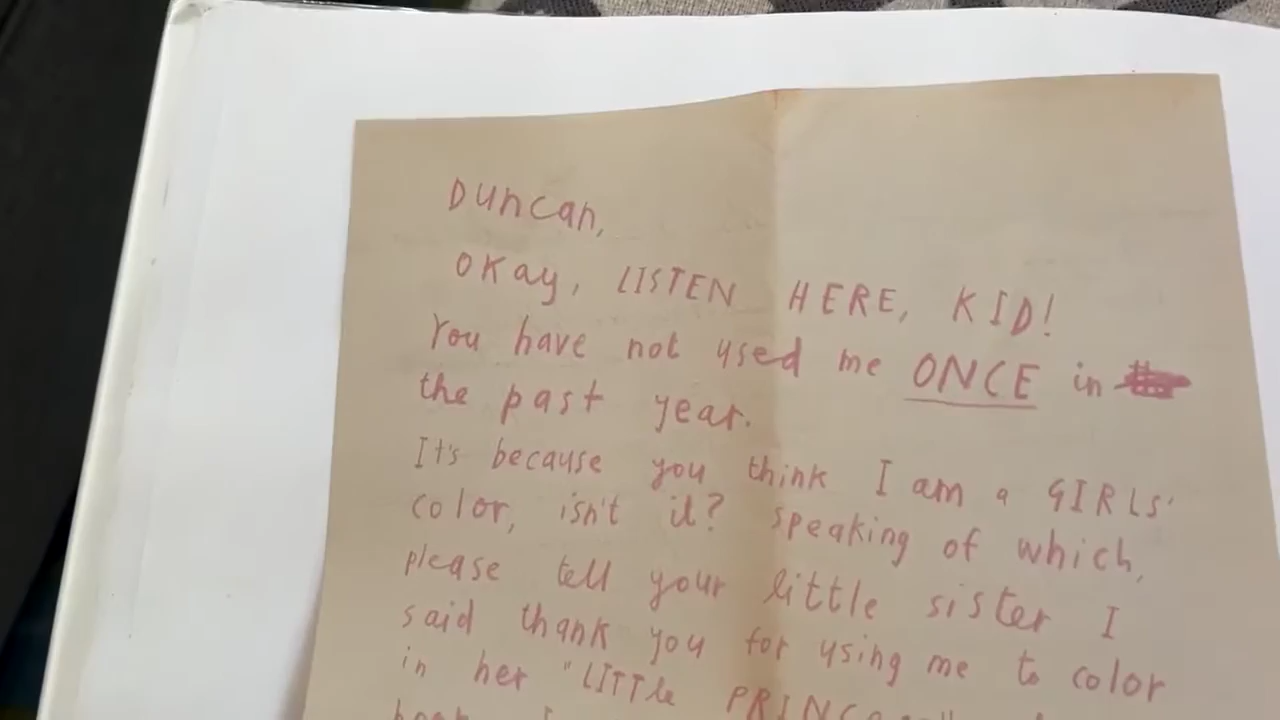 Duncan,
OKay, LISTEN HERE, KID!
You have not used me ONCE in
the past year.
It's because you think I am a GIRLS'
color, isn't it? Speaking of which,
please tell your little sister I
said thank you for using me to color
in her "LITTle